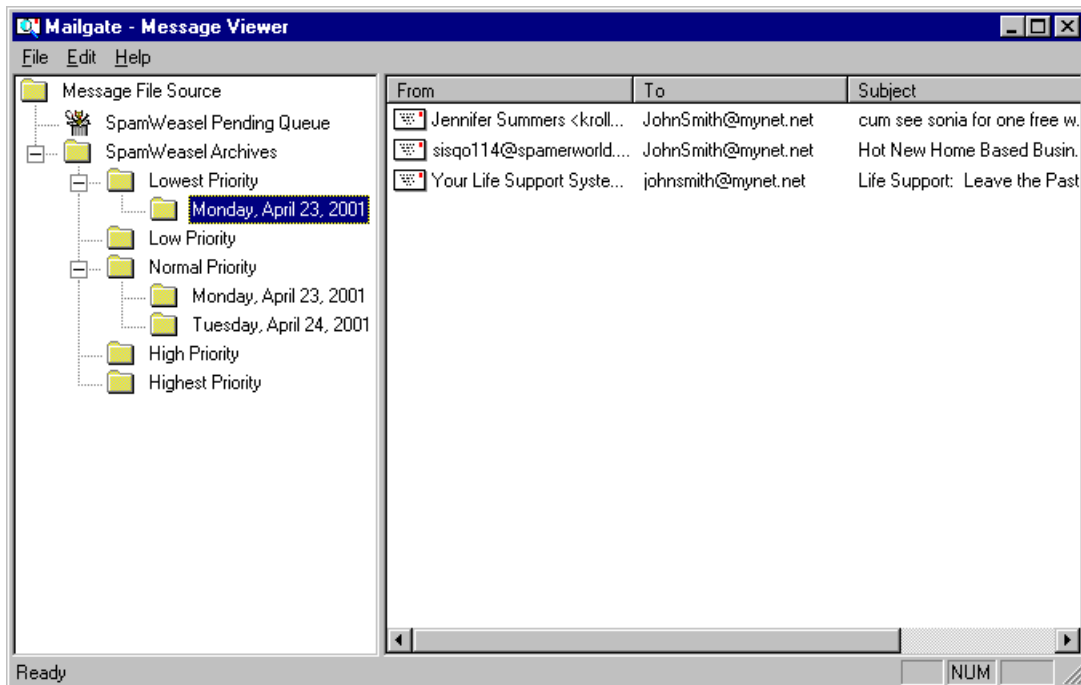 Mailgate - Message Viewer
File Edit Help
Message File Source
SpamWeasel Pending Queue
SpamWeasel Archives
Lowest Priority
Monday, April 23, 2001
Low Priority
Normal Priority
Monday, April 23, 2001
Tuesday, April 24, 2001
High Priority
Highest Priority
From To Subject
Jennifer Summers <kroll... JohnSmith@mynet.net cum see sonia for one free w.
sisqo114@spamerworld.... JohnSmith@mynet.net Hot New Home Based Busin.
Your Life Support Syste... johnsmith@mynet.net Life Support: Leave the Past
Ready NUM